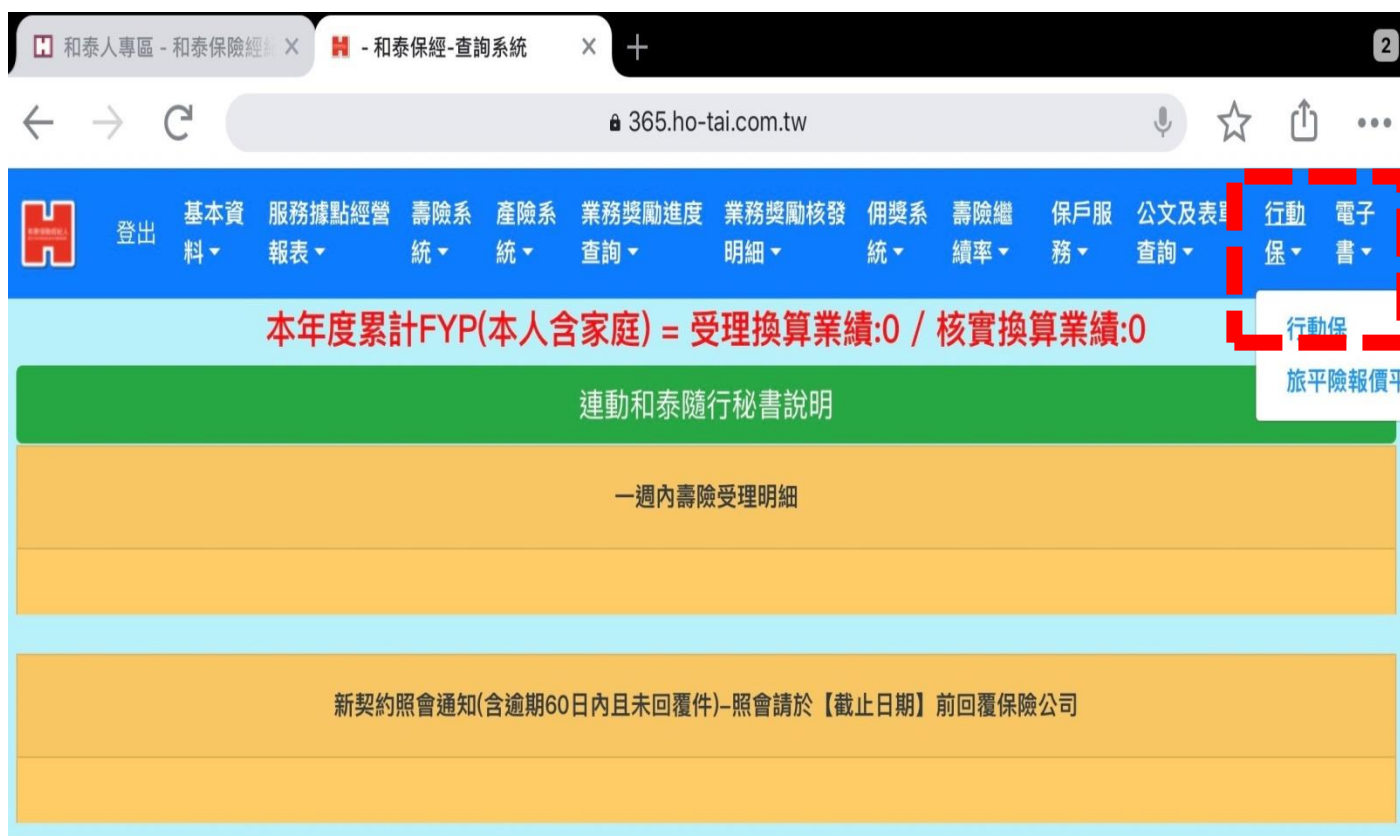 和泰人專區 - 和泰保險經
- 和泰保經-查詢系統
2
365.ho-tai.com.tw
登出
基本資料
服務據點經營報表
壽險系統
產險系統
業務獎勵進度查詢
業務獎勵核發明細
佣獎系統
壽險繼續率
保戶服務
公文及表單查詢
行動保
電子書
行動保
旅平險報價平
本年度累計FYP(本人含家庭) = 受理換算業績:0 / 核實換算業績:0
連動和泰隨行秘書說明
一週內壽險受理明細
新契約照會通知(含逾期60日內且未回覆件)–照會請於【截止日期】前回覆保險公司